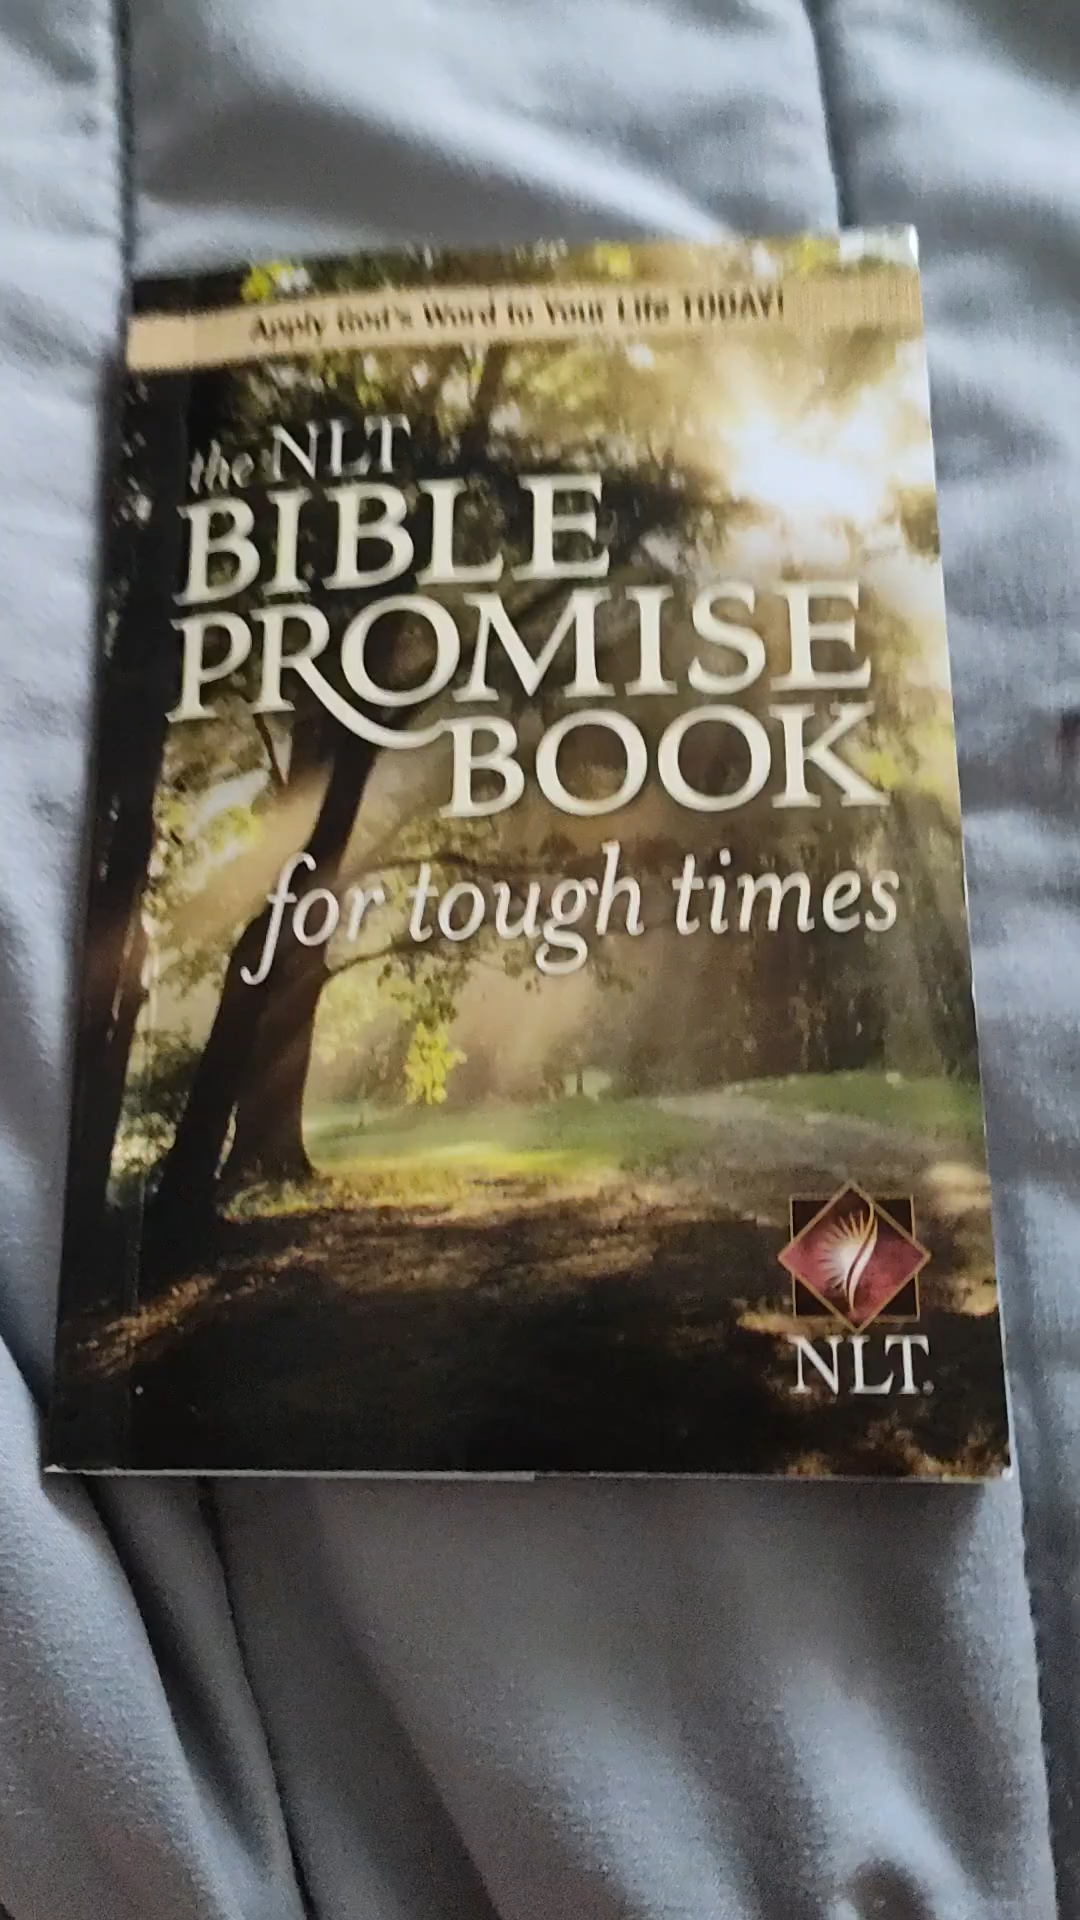 Apply God's Word to Your Life TODAY!
the NLT
BIBLE
PROMISE
BOOK
for tough times
NLT.